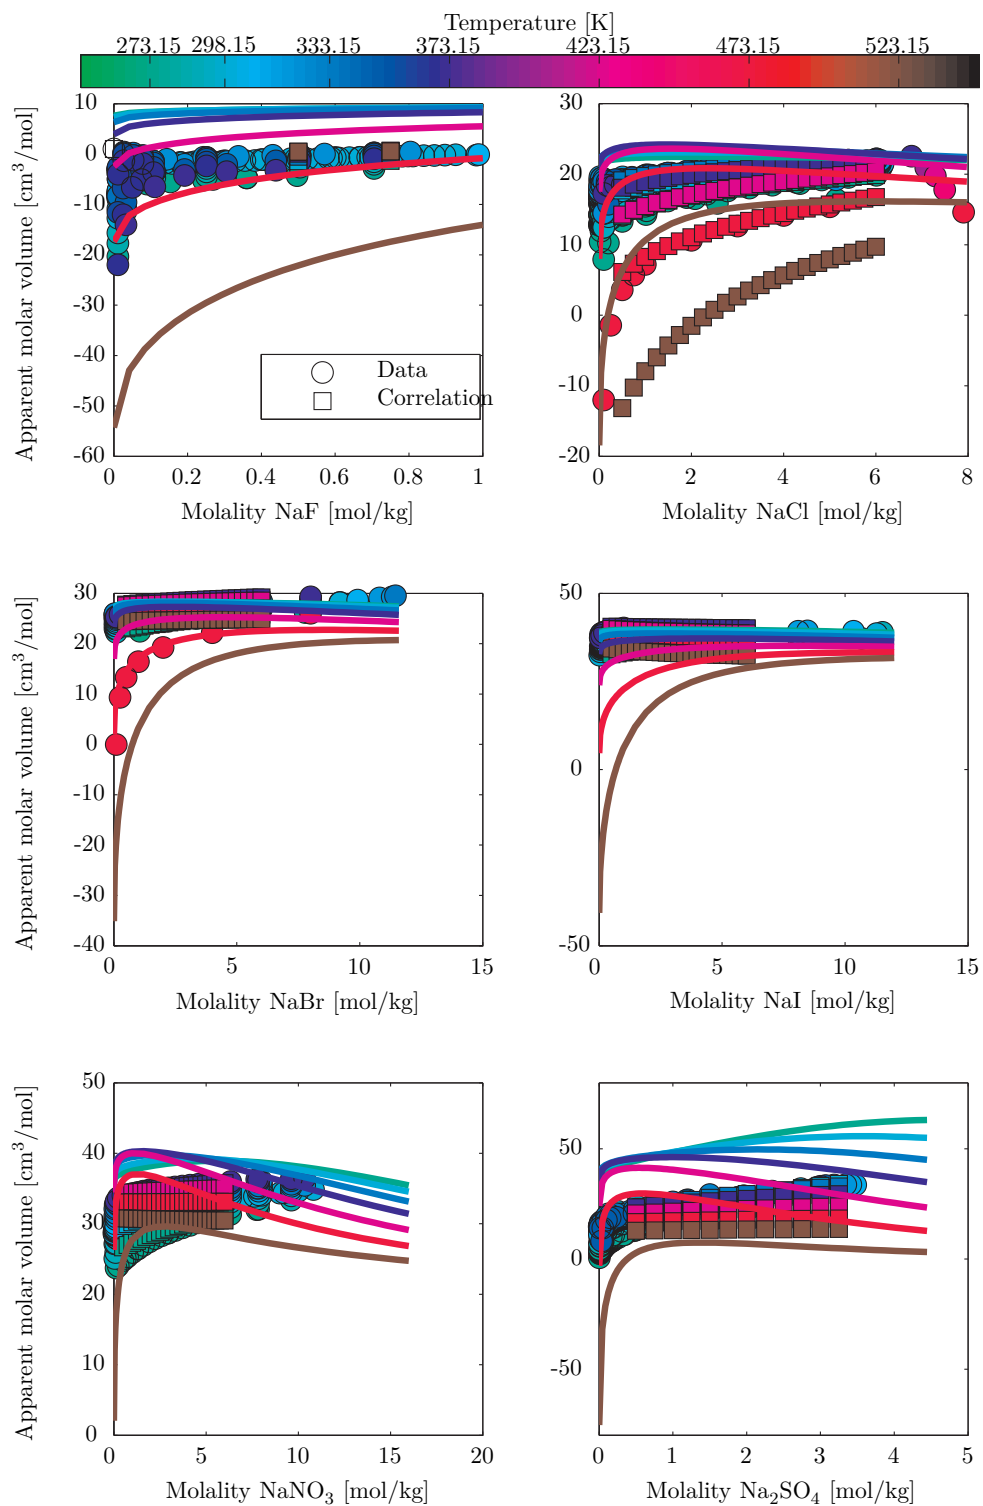 Temperature [K]
273.15 298.15 333.15 373.15 423.15 473.15 523.15
Apparent molar volume [cm³/mol]
10
0
-10
-20
-30
-40
-50
-60
0 0.2 0.4 0.6 0.8 1
Molality NaF [mol/kg]
Data
Correlation
30
20
10
0
-10
-20
0 2 4 6 8
Molality NaCl [mol/kg]
Apparent molar volume [cm³/mol]
30
20
10
0
-10
-20
-30
-40
0 5 10 15
Molality NaBr [mol/kg]
50
0
-50
0 5 10 15
Molality NaI [mol/kg]
Apparent molar volume [cm³/mol]
50
40
30
20
10
0
0 5 10 15 20
Molality NaNO₃ [mol/kg]
50
0
-50
0 1 2 3 4 5
Molality Na₂SO₄ [mol/kg]